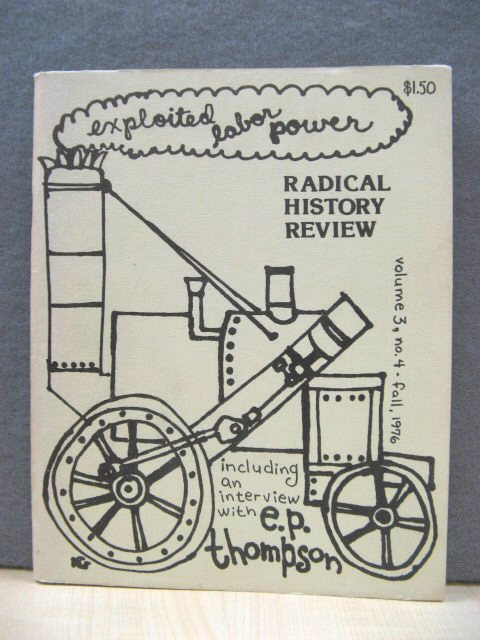 $1.50
exploited labor power
RADICAL
HISTORY
REVIEW
volume 3, no. 4 - fall, 1976
including
an
interview
with e.p.
thompson